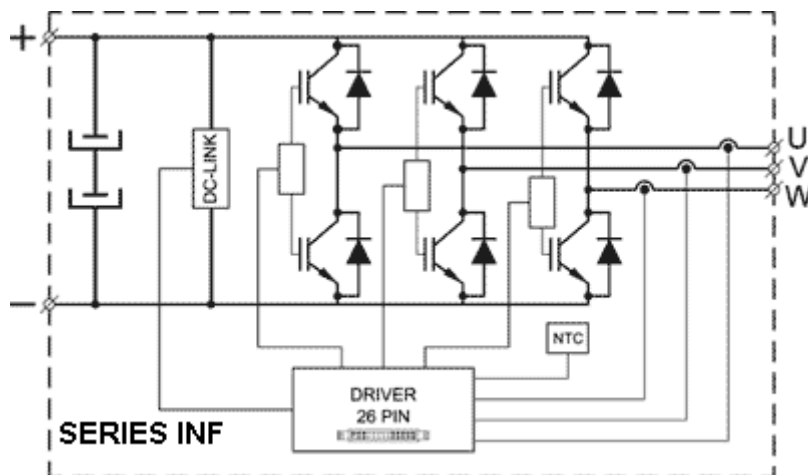 +
DC-LINK
U
V
W
−
NTC
DRIVER
26 PIN
SERIES INF